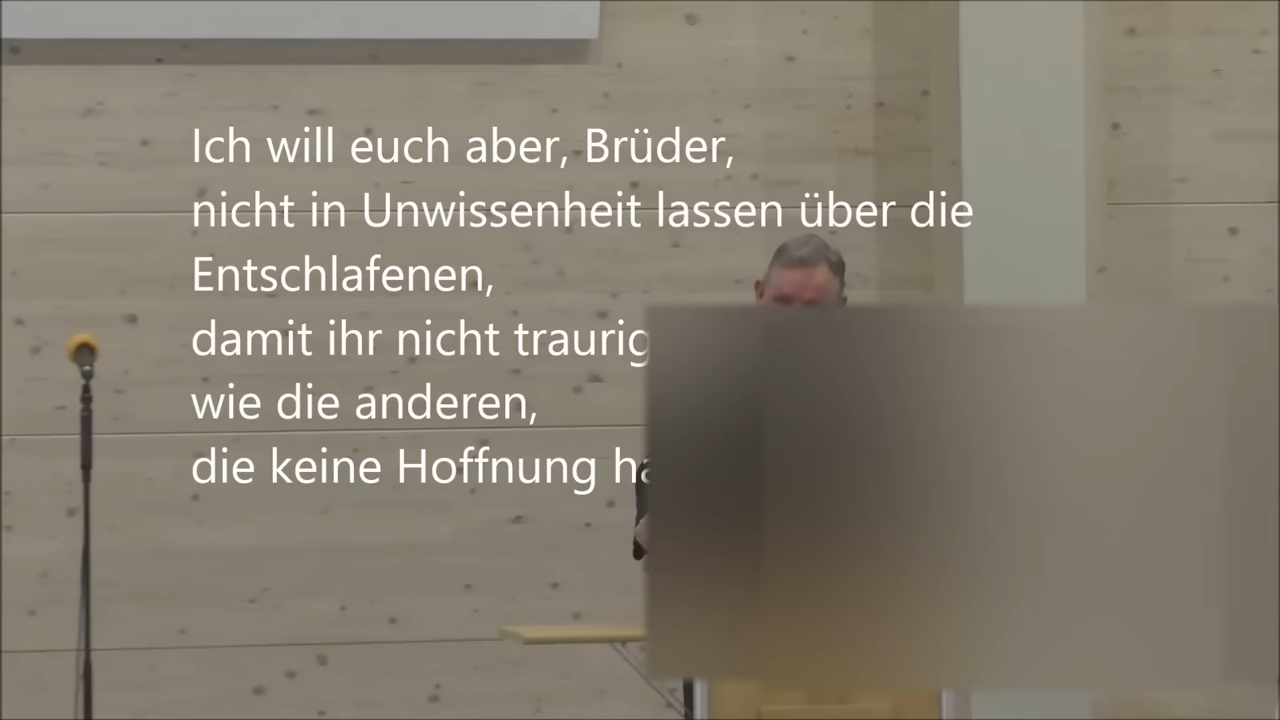 Ich will euch aber, Brüder,
nicht in Unwissenheit lassen über die
Entschlafenen,
damit ihr nicht traurig
wie die anderen,
die keine Hoffnung